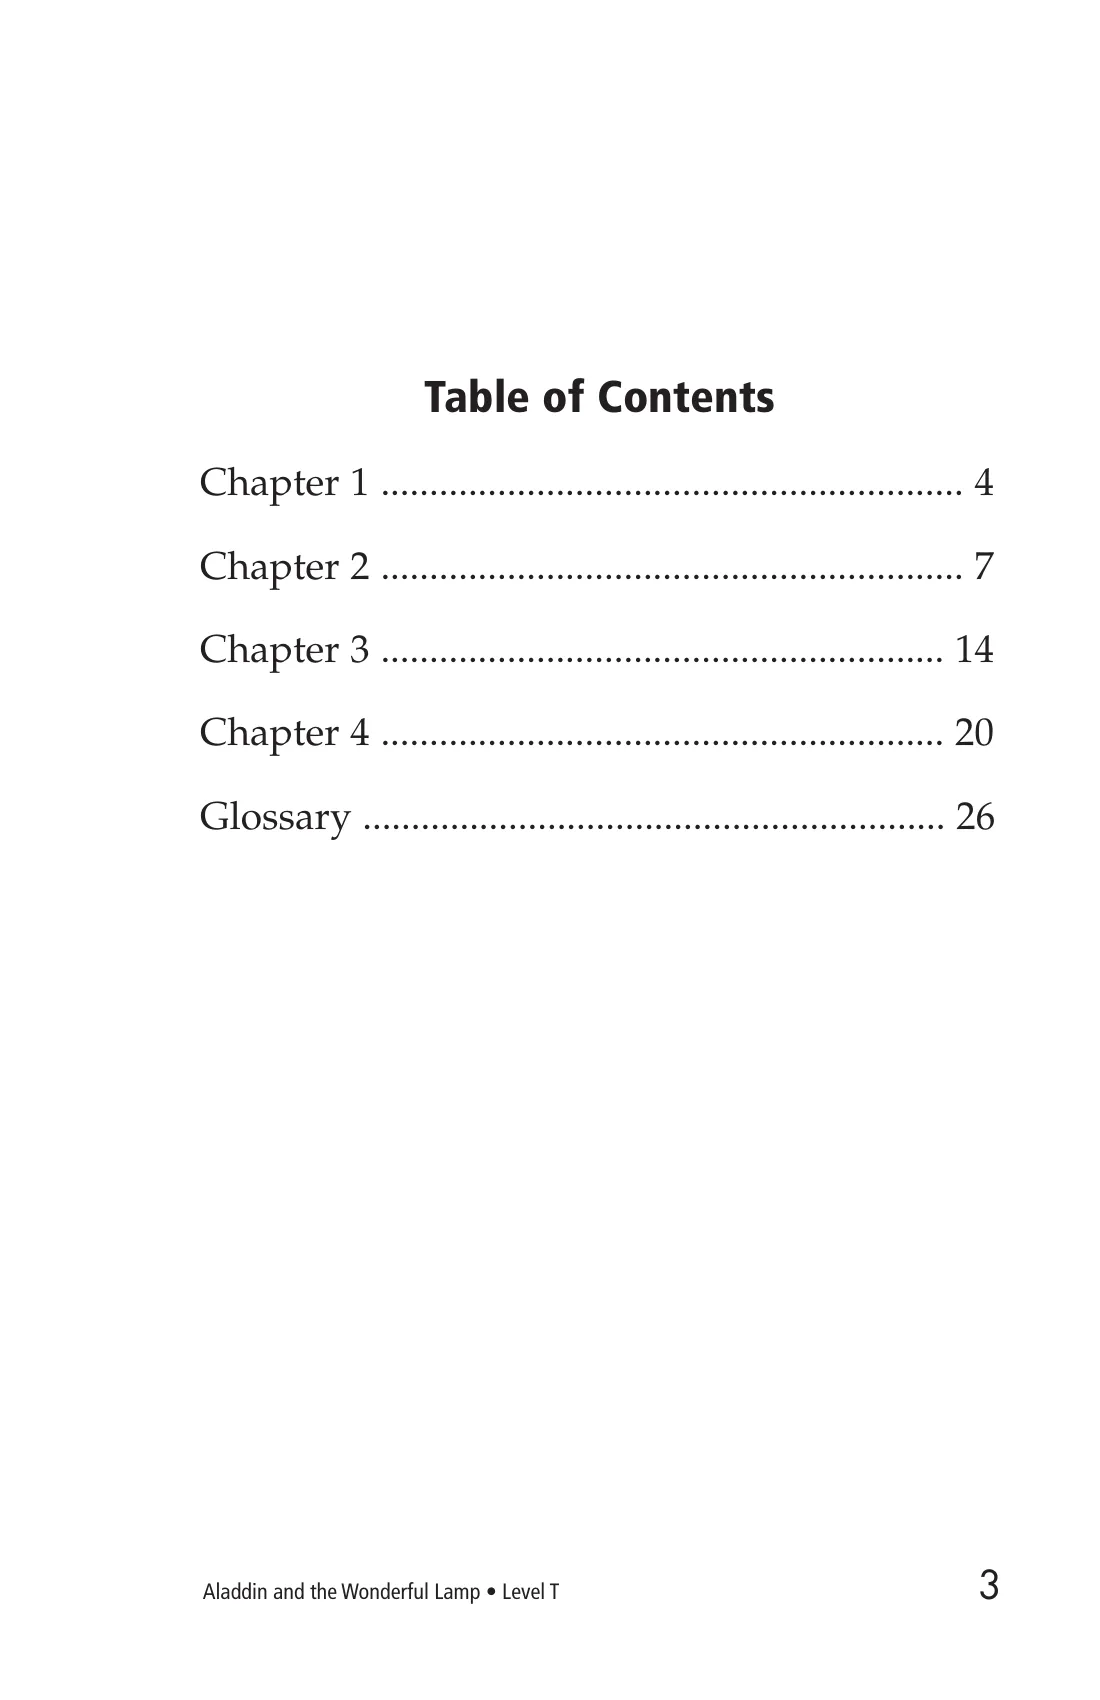 Table of Contents
Chapter 1 ............................................................ 4
Chapter 2 ............................................................ 7
Chapter 3 .......................................................... 14
Chapter 4 .......................................................... 20
Glossary ............................................................ 26
Aladdin and the Wonderful Lamp • Level T
3